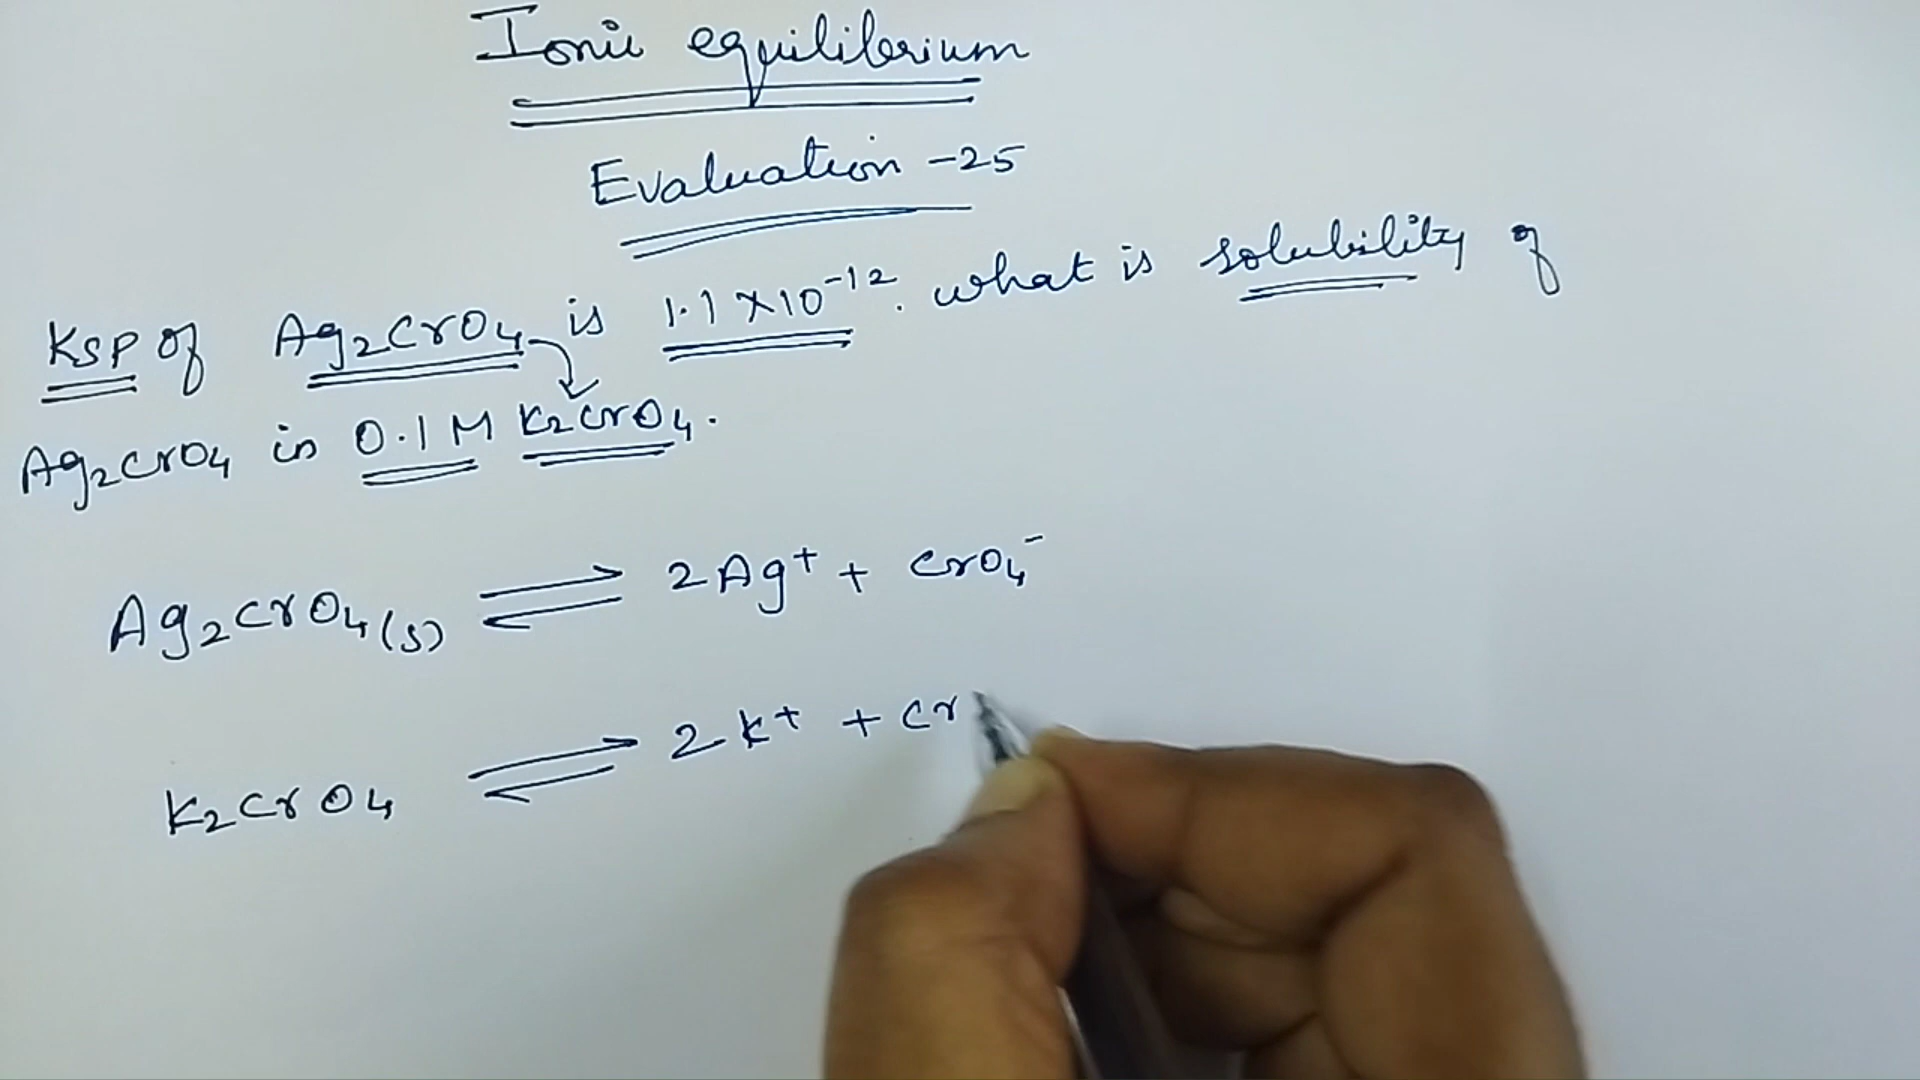 Ionic equilibrium
Evaluation -25
KSP of Ag2CrO4 is 1.1 ×10⁻¹². what is solubility of
Ag2CrO4 in 0.1 M K2CrO4.
Ag2CrO4(s) ⇌ 2Ag⁺ + CrO4⁻
K2CrO4 ⇌ 2K⁺ + Cr